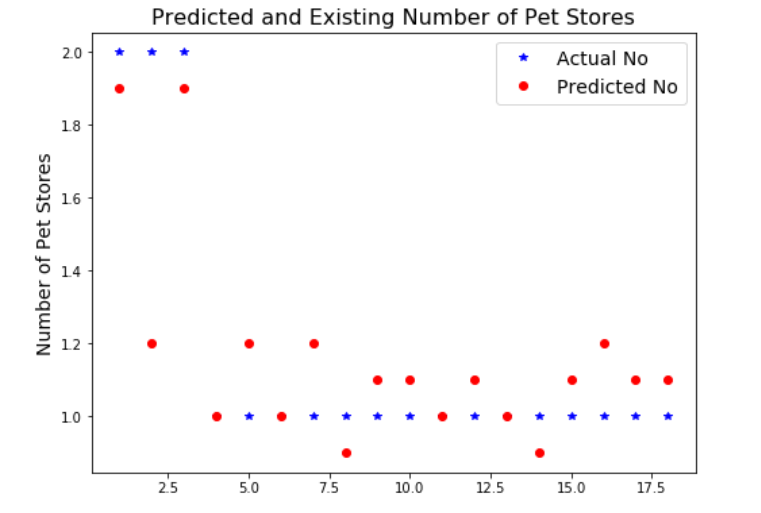 Predicted and Existing Number of Pet Stores
Actual No
Predicted No
Number of Pet Stores
2.0
1.8
1.6
1.4
1.2
1.0
2.5 5.0 7.5 10.0 12.5 15.0 17.5